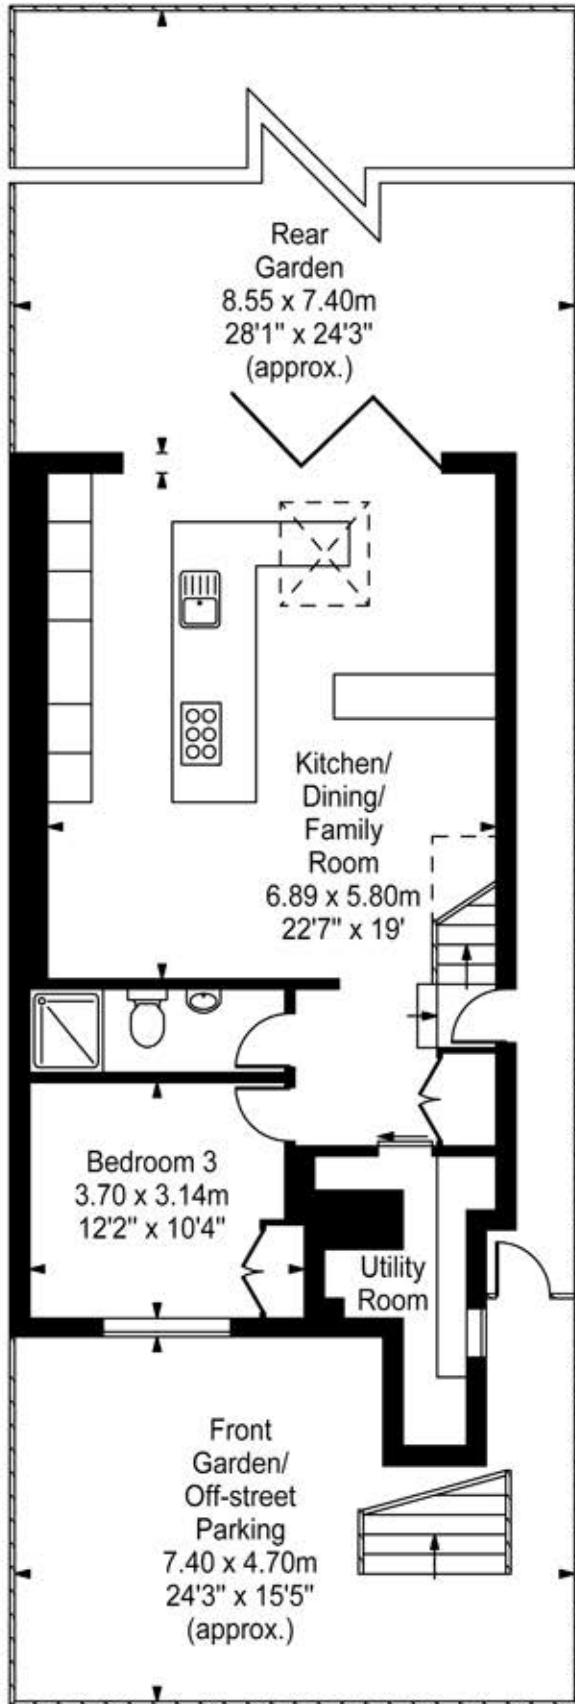 Rear
Garden
8.55 x 7.40m
28'1" x 24'3"
(approx.)
Kitchen/
Dining/
Family
Room
6.89 x 5.80m
22'7" x 19'
Bedroom 3
3.70 x 3.14m
12'2" x 10'4"
Utility
Room
Front
Garden/
Off-street
Parking
7.40 x 4.70m
24'3" x 15'5"
(approx.)